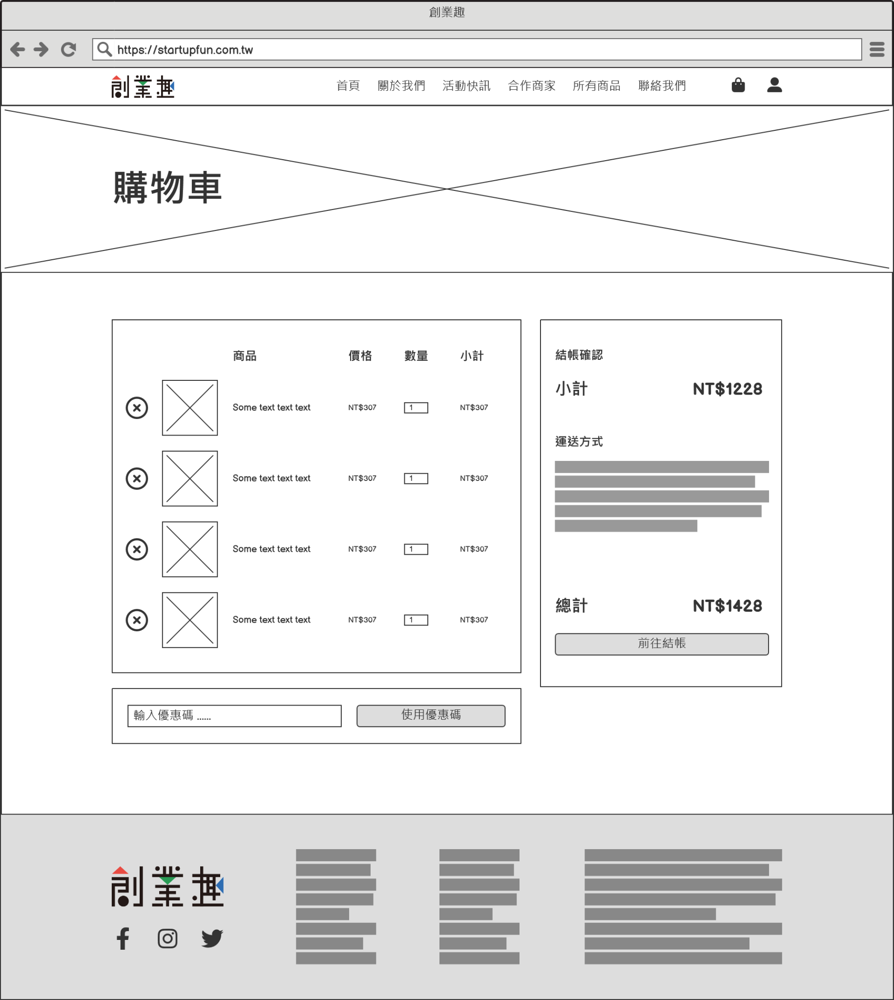 創業趣
https://startupfun.com.tw
創業趣 首頁 關於我們 活動快訊 合作商家 所有商品 聯絡我們
購物車
商品 價格 數量 小計
Some text text text NT$307 1 NT$307
Some text text text NT$307 1 NT$307
Some text text text NT$307 1 NT$307
Some text text text NT$307 1 NT$307
輸入優惠碼 ......
使用優惠碼
結帳確認
小計 NT$1228
運送方式
總計 NT$1428
前往結帳
創業趣